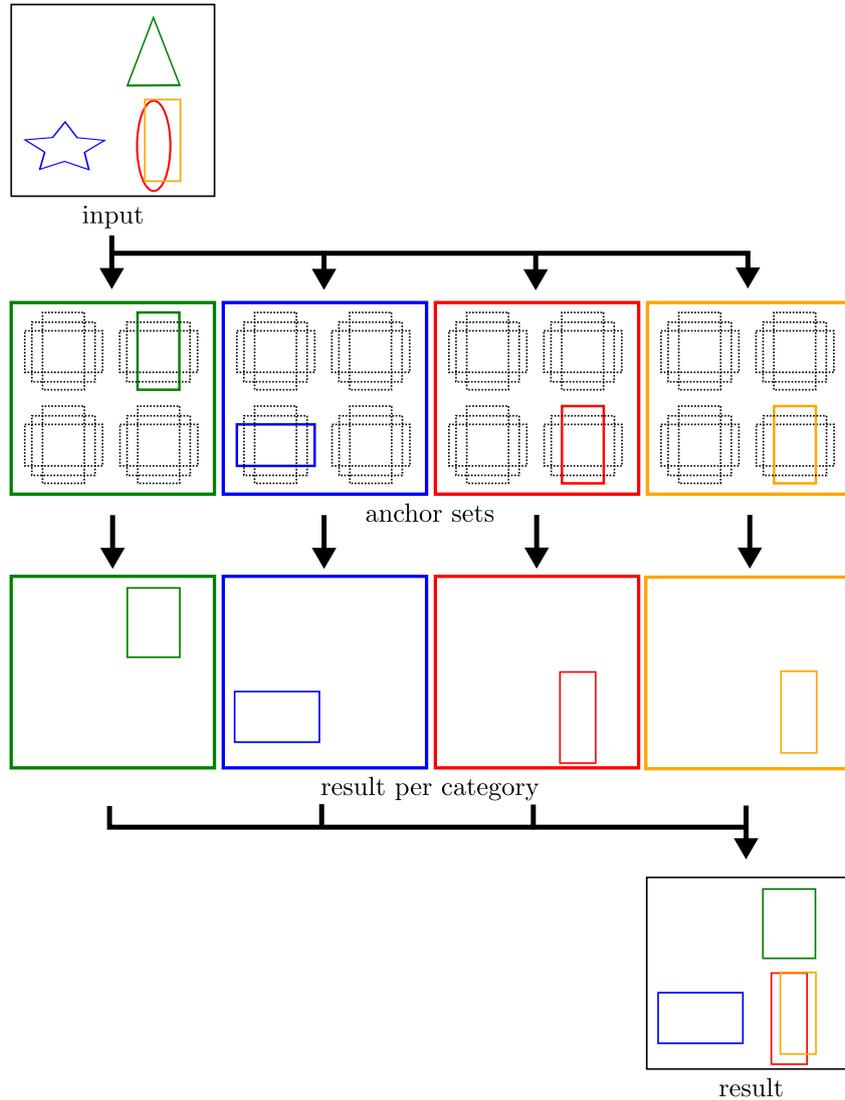 input
anchor sets
result per category
result